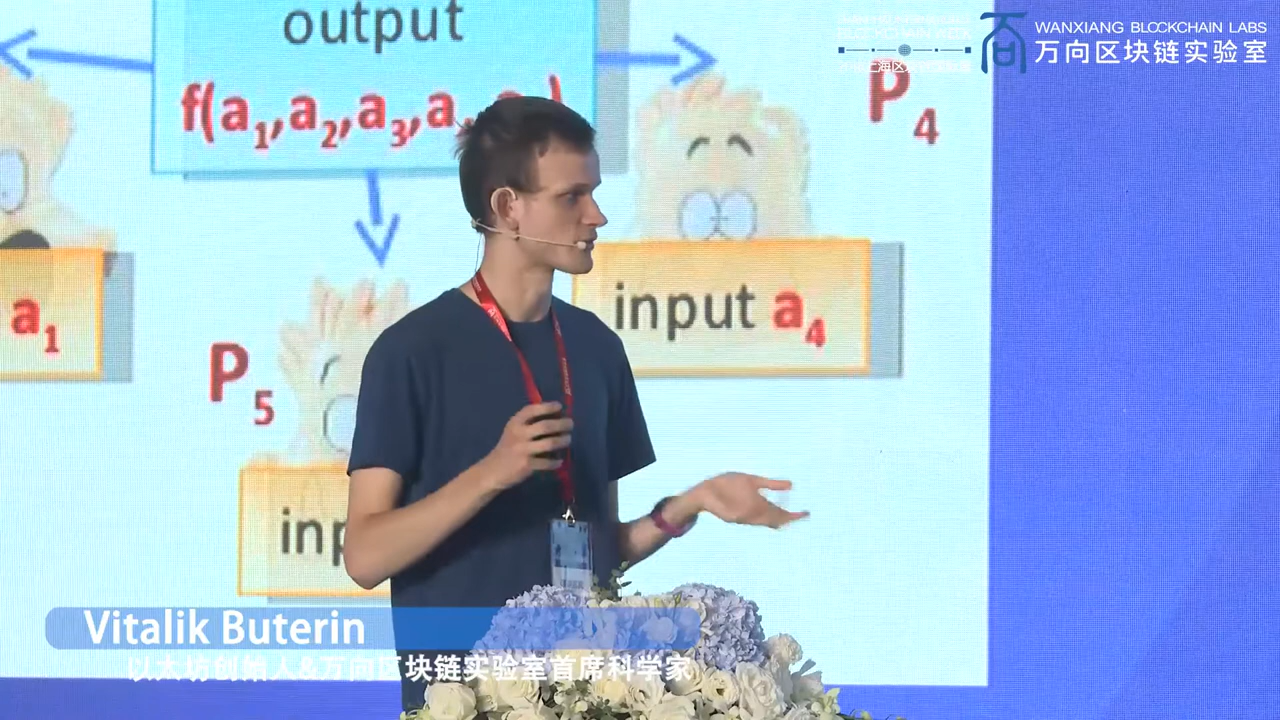 output
f(a1,a2,a3,a
WANXIANG BLOCKCHAIN LABS
万向区块链实验室
P4
a1
input a4
P5
inp
Vitalik Buterin
以太坊创始人&万向区块链实验室首席科学家